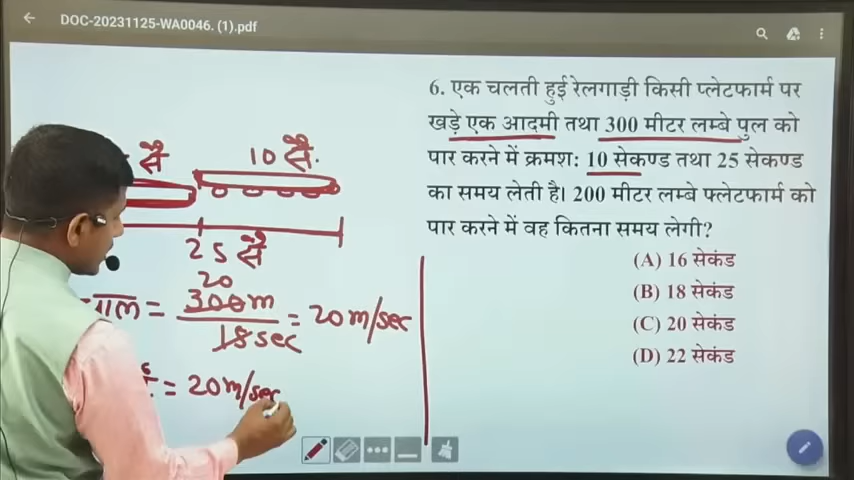 DOC-20231125-WA0046. (1).pdf
6. एक चलती हुई रेलगाड़ी किसी प्लेटफार्म पर
खड़े एक आदमी तथा 300 मीटर लम्बे पुल को
पार करने में क्रमश: 10 सेकण्ड तथा 25 सेकण्ड
का समय लेती है। 200 मीटर लम्बे फ्लेटफार्म को
पार करने में वह कितना समय लेगी?
(A) 16 सेकंड
(B) 18 सेकंड
(C) 20 सेकंड
(D) 22 सेकंड
से 10 से.
25 से
20
= 300m = 20m/sec
= 20m/sec